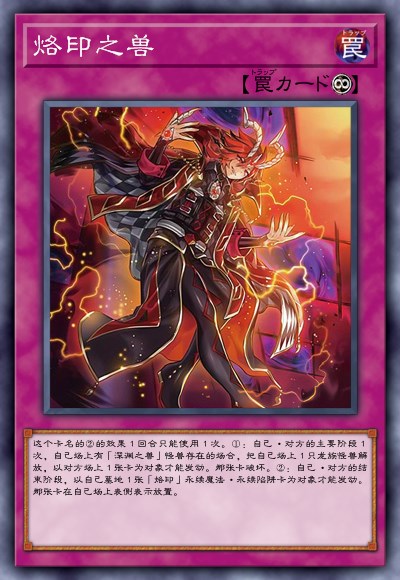 烙印之兽
トラップ
罠
トラップ
【罠カード】
这个卡名的②的效果1回合只能使用1次。①：自己·对方的主要阶段1
次，自己场上有「深渊之兽」怪兽存在的场合，把自己场上1只龙族怪兽解
放，以对方场上1张卡为对象才能发动。那张卡破坏。②：自己·对方的结
束阶段，以自己墓地1张「烙印」永续魔法·永续陷阱卡为对象才能发动。
那张卡在自己场上表侧表示放置。